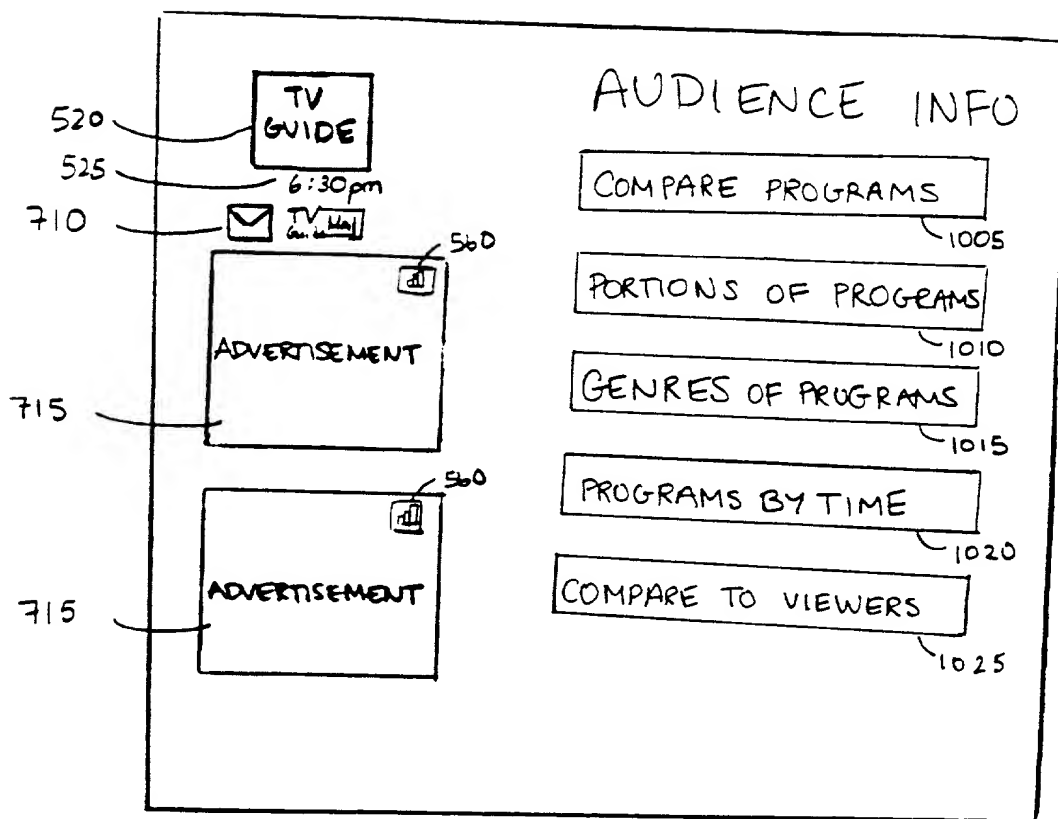 520
TV
GUIDE
525
6:30pm
710
TV
Guide Mail
560
ADVERTISEMENT
715
560
ADVERTISEMENT
715
AUDIENCE INFO
COMPARE PROGRAMS
1005
PORTIONS OF PROGRAMS
1010
GENRES OF PROGRAMS
1015
PROGRAMS BY TIME
1020
COMPARE TO VIEWERS
1025